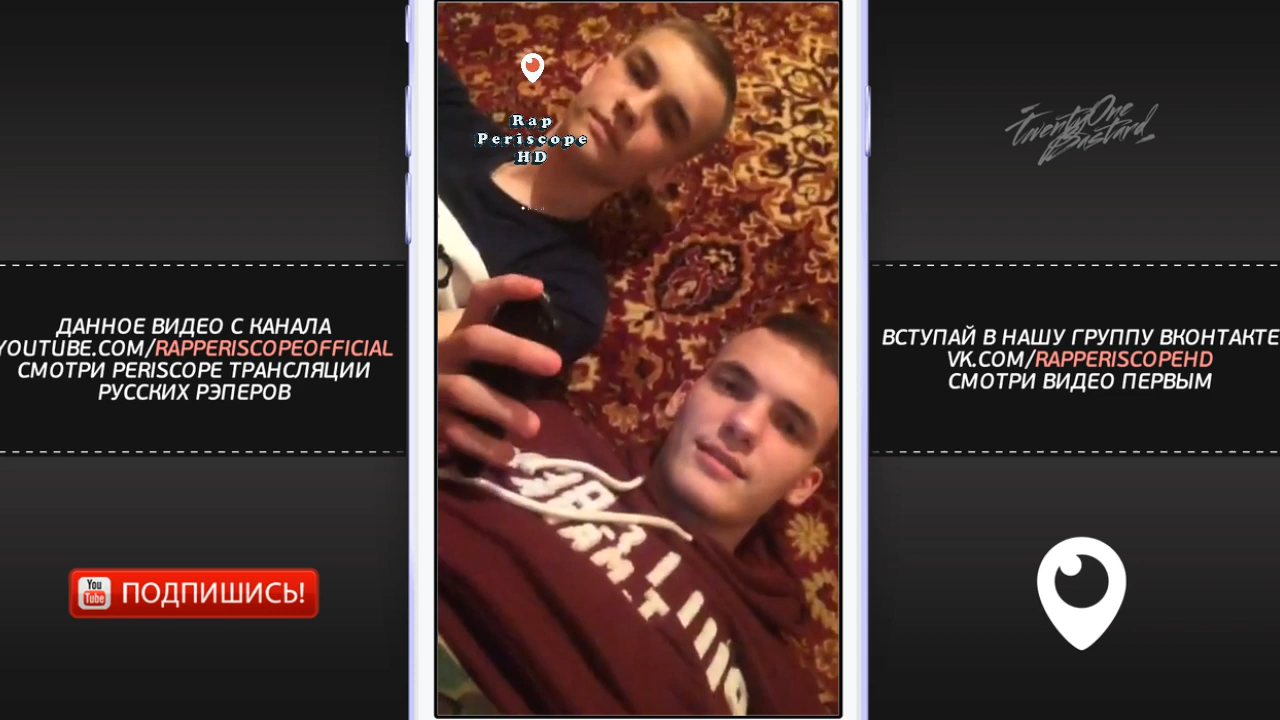 Rap
Periscope
HD
TwentyOne
Bastard
ДАННОЕ ВИДЕО С КАНАЛА
YOUTUBE.COM/RAPPERISCOPEOFFICIAL
СМОТРИ PERISCOPE ТРАНСЛЯЦИИ
РУССКИХ РЭПЕРОВ
ВСТУПАЙ В НАШУ ГРУППУ ВКОНТАКТЕ
VK.COM/RAPPERISCOPEHD
СМОТРИ ВИДЕО ПЕРВЫМ
You
Tube
ПОДПИШИСЬ!